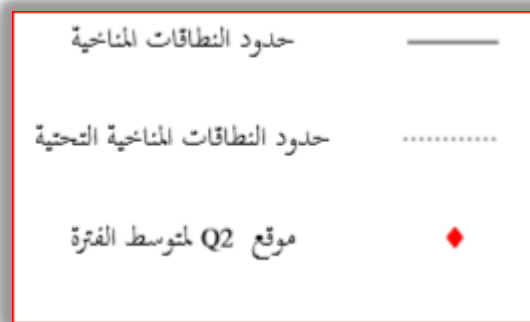 حدود النطاقات المناخية
حدود النطاقات المناخية التحتية
موقع Q2 لمتوسط الفترة